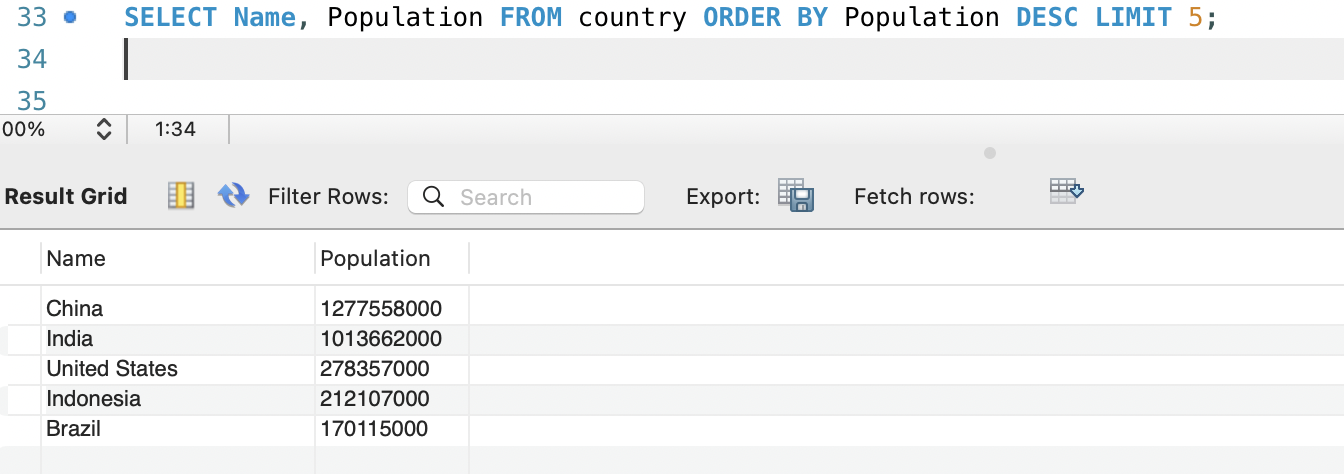 33 SELECT Name, Population FROM country ORDER BY Population DESC LIMIT 5;
34
35
00% 1:34
Result Grid Filter Rows: Search Export: Fetch rows:
Name Population
China 1277558000
India 1013662000
United States 278357000
Indonesia 212107000
Brazil 170115000